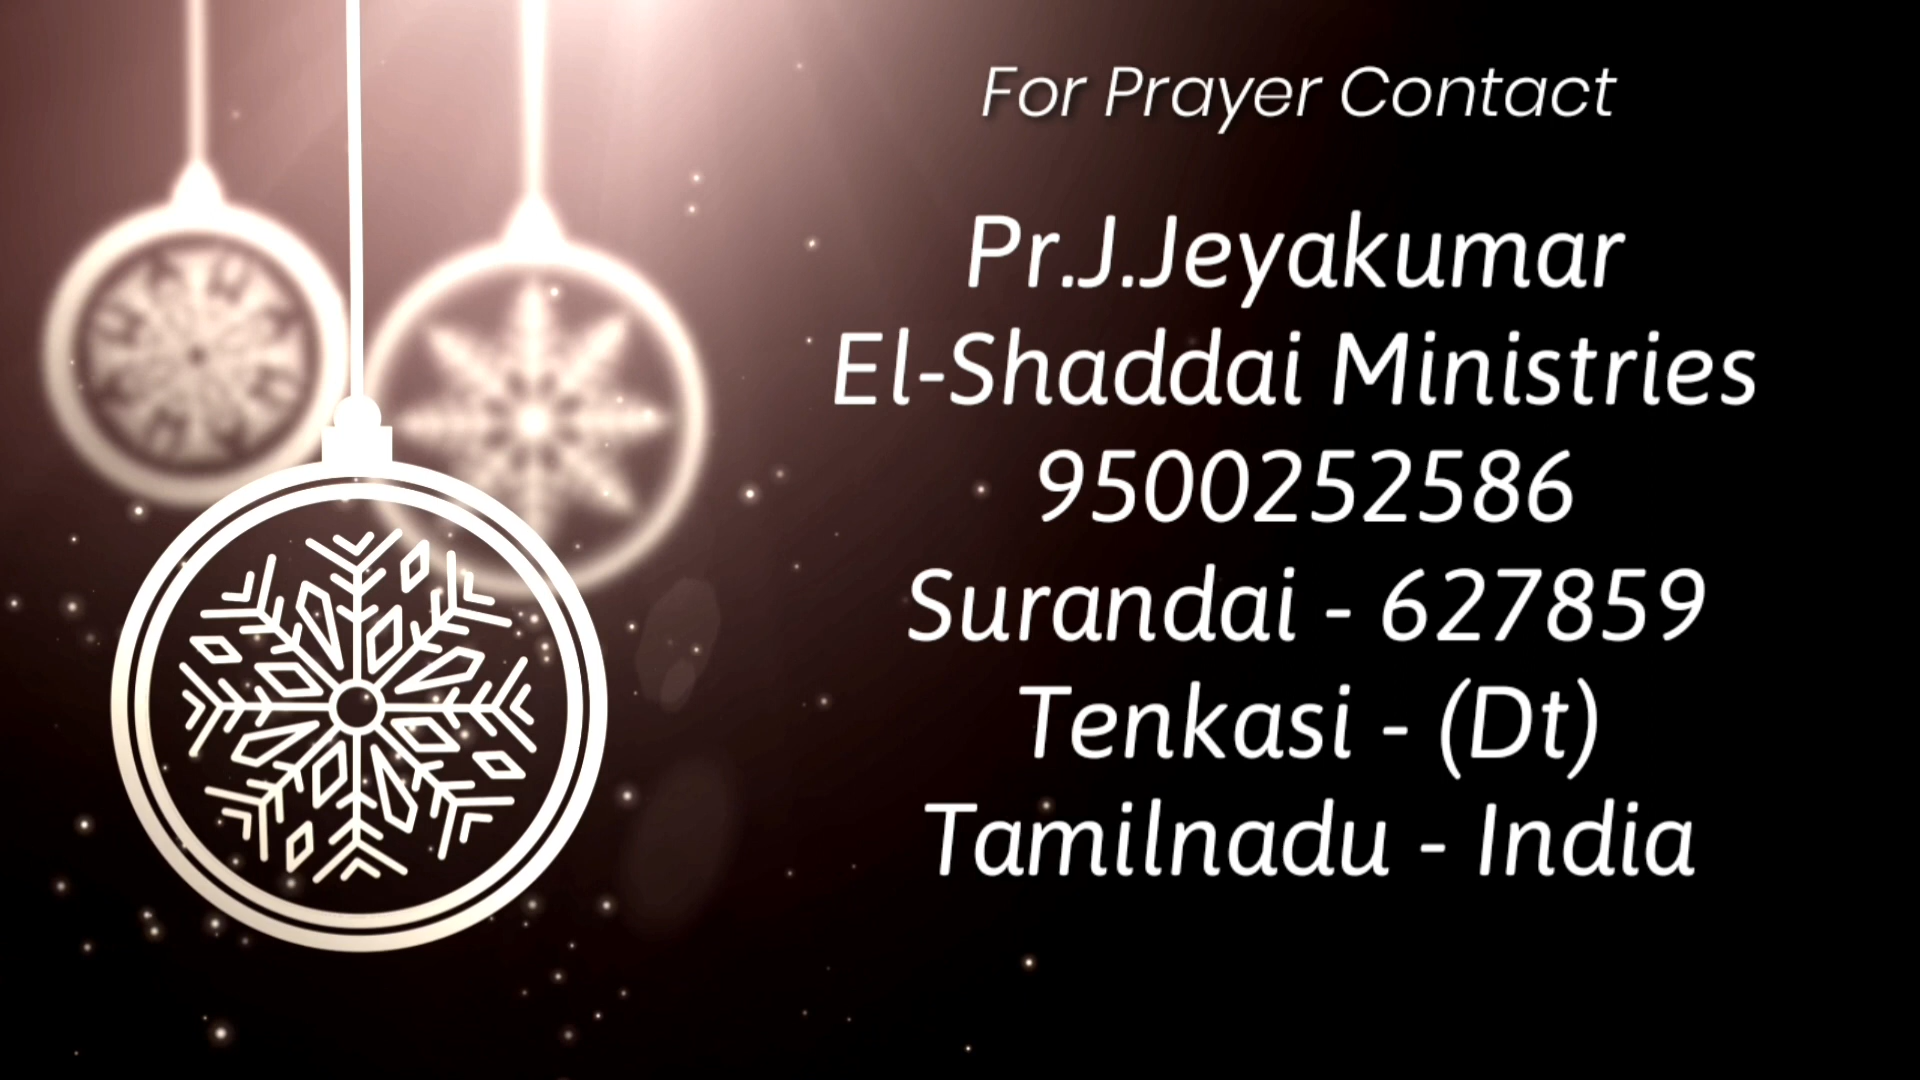 For Prayer Contact
Pr.J.Jeyakumar
El-Shaddai Ministries
9500252586
Surandai - 627859
Tenkasi - (Dt)
Tamilnadu - India